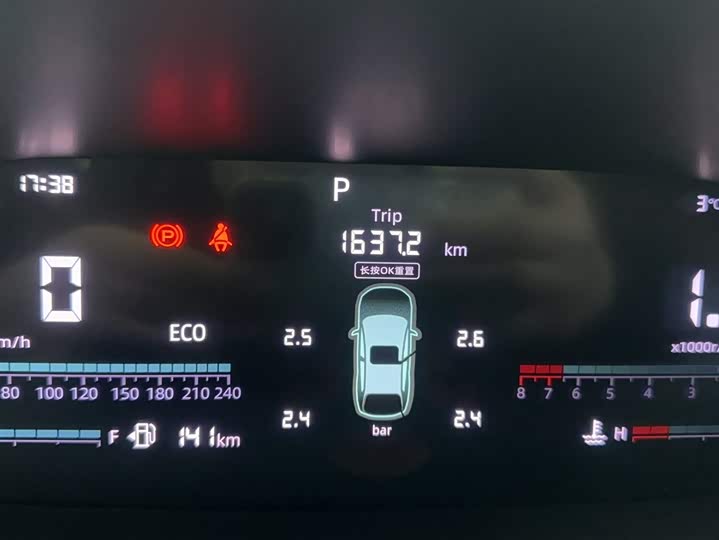 17:38
P
3°C
Trip
1637.2 km
长按OK重置
0
1.
m/h
ECO
2.5
2.6
x1000r/
80 100 120 150 180 210 240
8 7 6 5 4 3
2.4
2.4
F 141km
bar
H